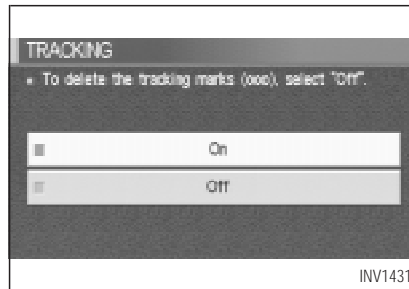 TRACKING
To delete the tracking marks (ooo), select "Off".
On
Off
INV1431